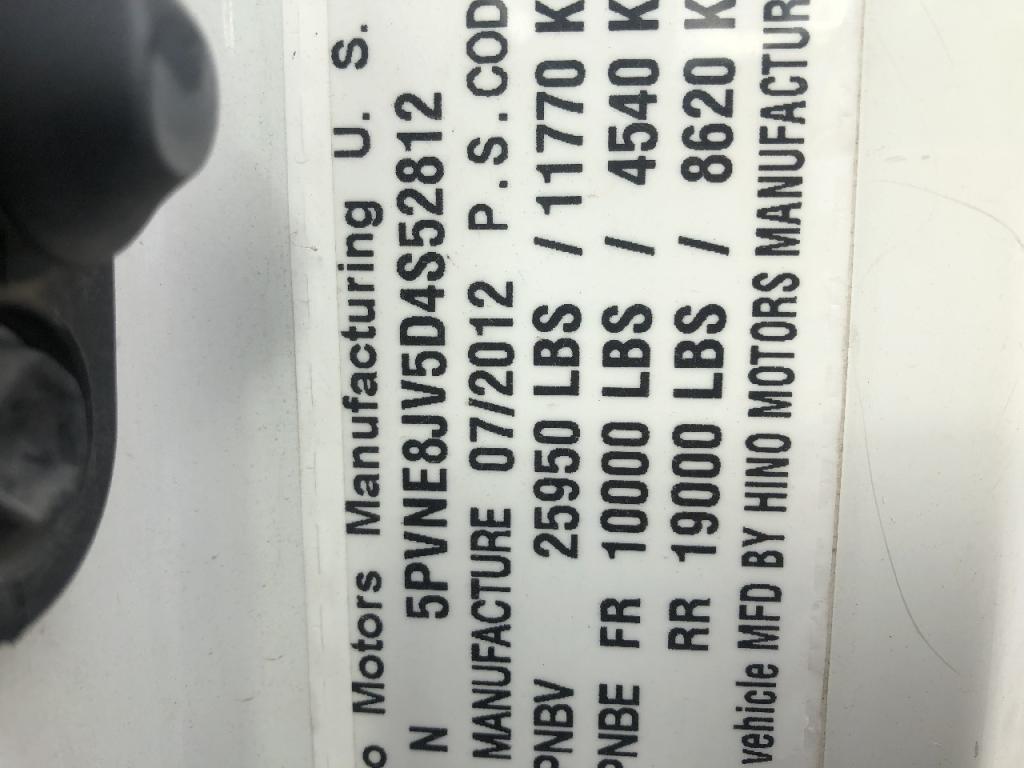 o Motors Manufacturing U. S.
N 5PVNE8JV5D4S52812
MANUFACTURE 07/2012 P.S.COD
PNBV 25950 LBS / 11770 K
PNBE FR 10000 LBS / 4540 K
RR 19000 LBS / 8620 K
vehicle MFD BY HINO MOTORS MANUFACTUR